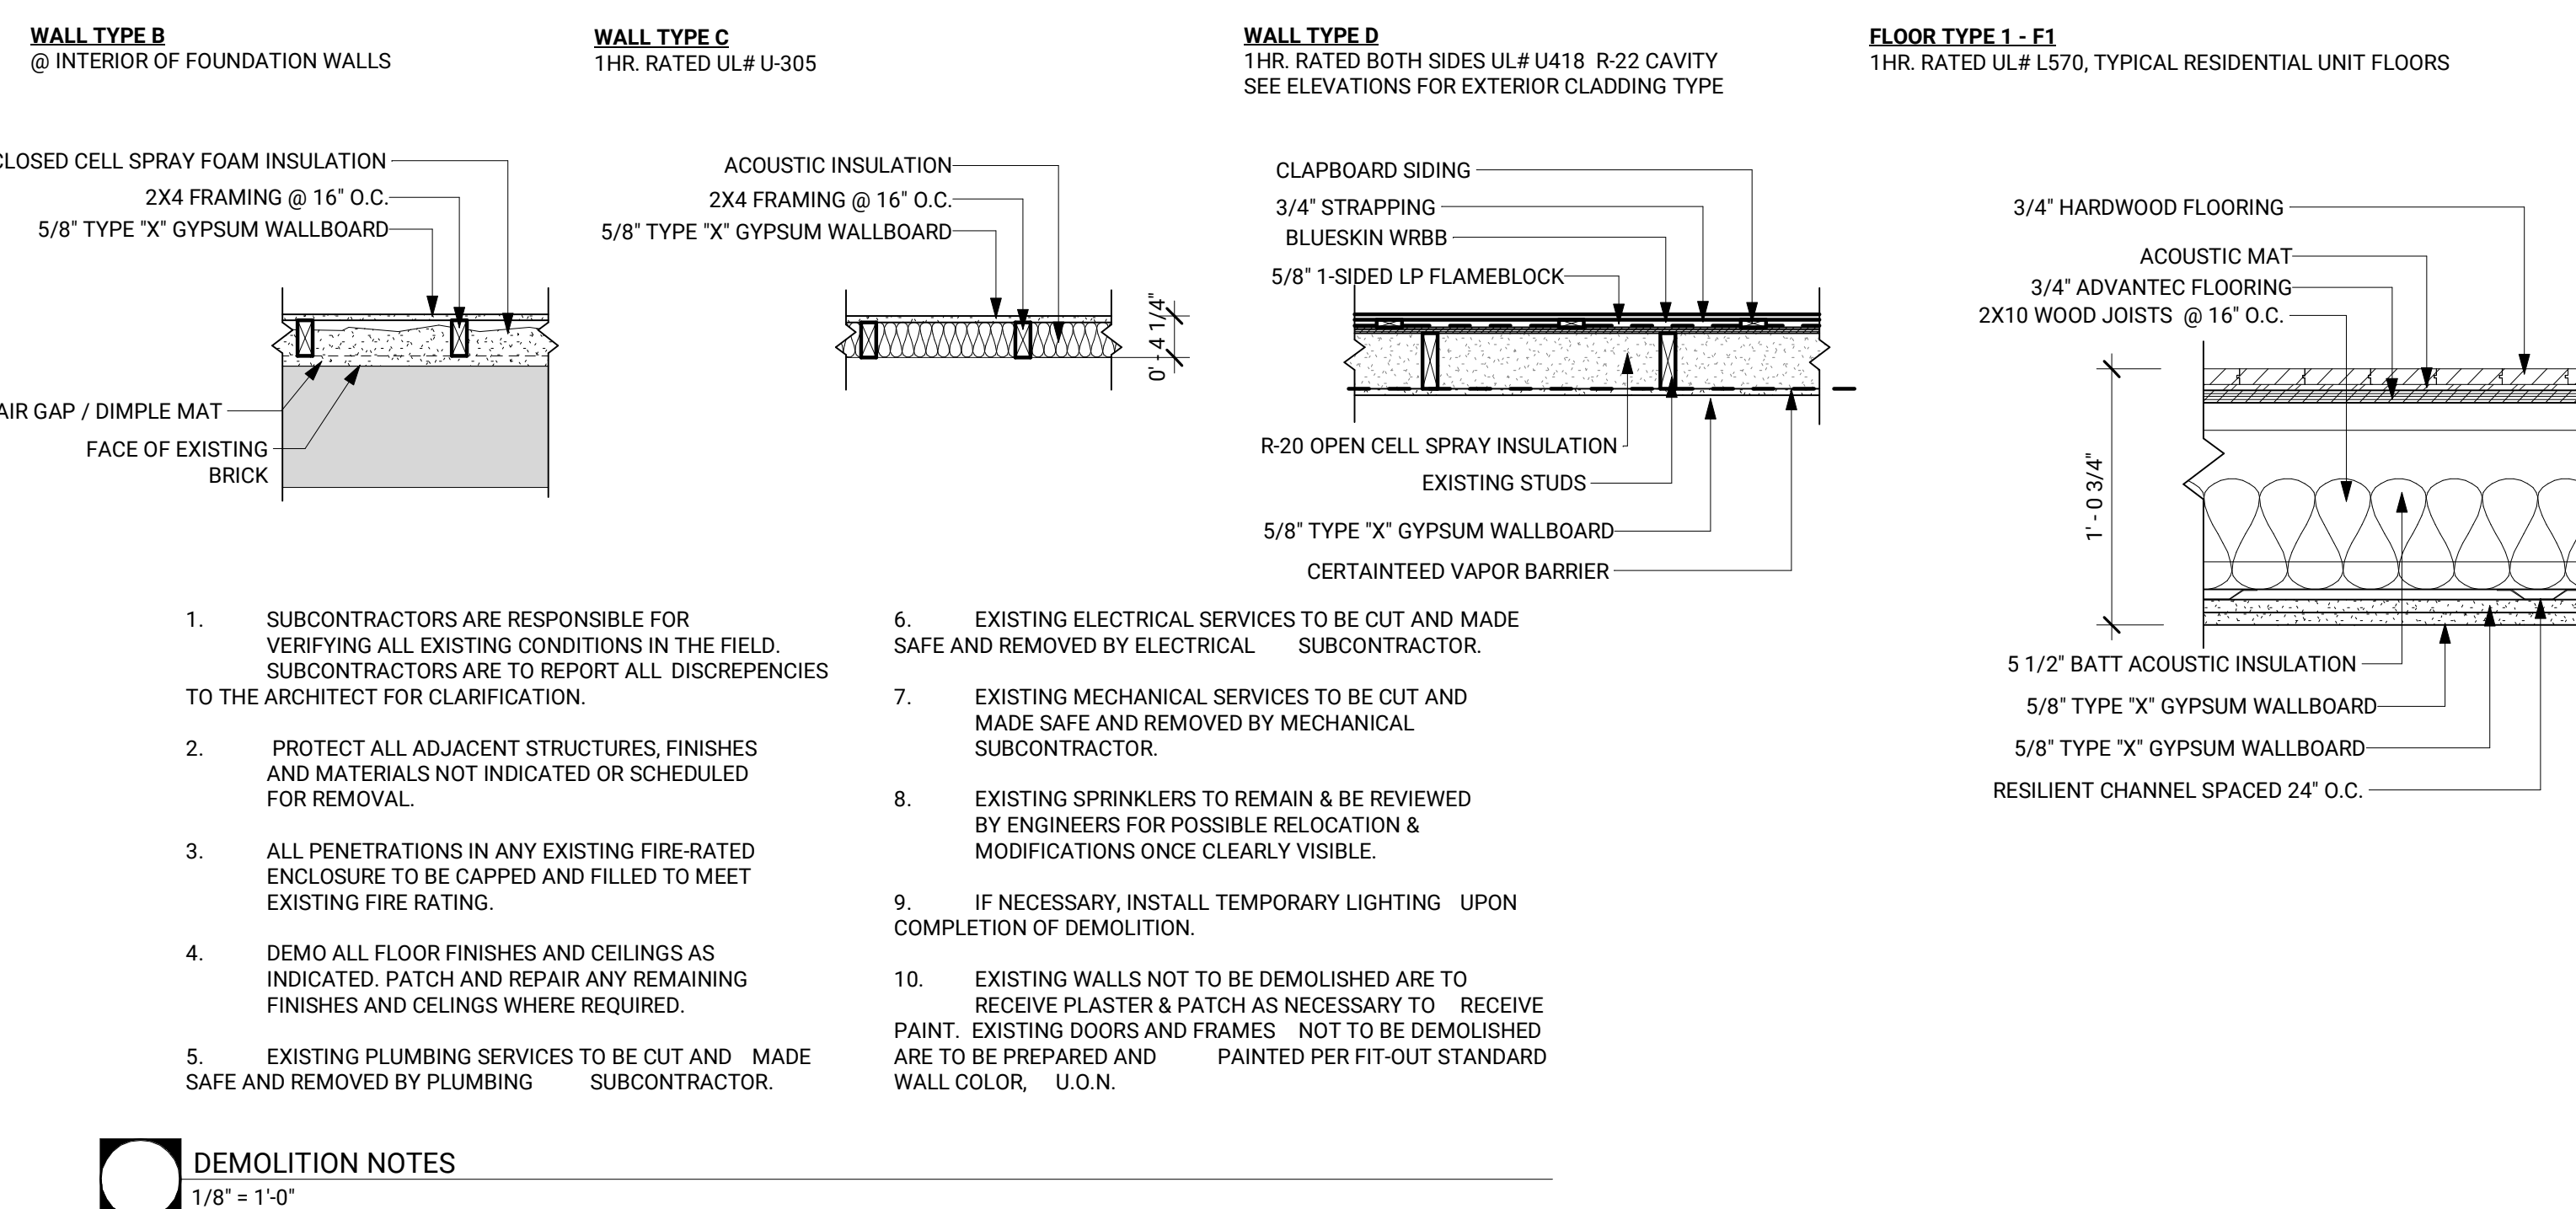 WALL TYPE B
@ INTERIOR OF FOUNDATION WALLS
CLOSED CELL SPRAY FOAM INSULATION
2X4 FRAMING @ 16" O.C.
5/8" TYPE "X" GYPSUM WALLBOARD
AIR GAP / DIMPLE MAT
FACE OF EXISTING
BRICK
WALL TYPE C
1HR. RATED UL# U-305
ACOUSTIC INSULATION
2X4 FRAMING @ 16" O.C.
5/8" TYPE "X" GYPSUM WALLBOARD
0' - 4 1/4"
WALL TYPE D
1HR. RATED BOTH SIDES UL# U418  R-22 CAVITY
SEE ELEVATIONS FOR EXTERIOR CLADDING TYPE
CLAPBOARD SIDING
3/4" STRAPPING
BLUESKIN WRBB
5/8" 1-SIDED LP FLAMEBLOCK
R-20 OPEN CELL SPRAY INSULATION
EXISTING STUDS
5/8" TYPE "X" GYPSUM WALLBOARD
CERTAINTEED VAPOR BARRIER
FLOOR TYPE 1 - F1
1HR. RATED UL# L570, TYPICAL RESIDENTIAL UNIT FLOORS
3/4" HARDWOOD FLOORING
ACOUSTIC MAT
3/4" ADVANTEC FLOORING
2X10 WOOD JOISTS @ 16" O.C.
1' - 0 3/4"
5 1/2" BATT ACOUSTIC INSULATION
5/8" TYPE "X" GYPSUM WALLBOARD
5/8" TYPE "X" GYPSUM WALLBOARD
RESILIENT CHANNEL SPACED 24" O.C.
1. SUBCONTRACTORS ARE RESPONSIBLE FOR
VERIFYING ALL EXISTING CONDITIONS IN THE FIELD.
SUBCONTRACTORS ARE TO REPORT ALL DISCREPENCIES
TO THE ARCHITECT FOR CLARIFICATION.
2. PROTECT ALL ADJACENT STRUCTURES, FINISHES
AND MATERIALS NOT INDICATED OR SCHEDULED
FOR REMOVAL.
3. ALL PENETRATIONS IN ANY EXISTING FIRE-RATED
ENCLOSURE TO BE CAPPED AND FILLED TO MEET
EXISTING FIRE RATING.
4. DEMO ALL FLOOR FINISHES AND CEILINGS AS
INDICATED. PATCH AND REPAIR ANY REMAINING
FINISHES AND CELINGS WHERE REQUIRED.
5. EXISTING PLUMBING SERVICES TO BE CUT AND MADE
SAFE AND REMOVED BY PLUMBING SUBCONTRACTOR.
6. EXISTING ELECTRICAL SERVICES TO BE CUT AND MADE
SAFE AND REMOVED BY ELECTRICAL SUBCONTRACTOR.
7. EXISTING MECHANICAL SERVICES TO BE CUT AND
MADE SAFE AND REMOVED BY MECHANICAL
SUBCONTRACTOR.
8. EXISTING SPRINKLERS TO REMAIN & BE REVIEWED
BY ENGINEERS FOR POSSIBLE RELOCATION &
MODIFICATIONS ONCE CLEARLY VISIBLE.
9. IF NECESSARY, INSTALL TEMPORARY LIGHTING UPON
COMPLETION OF DEMOLITION.
10. EXISTING WALLS NOT TO BE DEMOLISHED ARE TO
RECEIVE PLASTER & PATCH AS NECESSARY TO RECEIVE
PAINT. EXISTING DOORS AND FRAMES NOT TO BE DEMOLISHED
ARE TO BE PREPARED AND PAINTED PER FIT-OUT STANDARD
WALL COLOR, U.O.N.
DEMOLITION NOTES
1/8" = 1'-0"